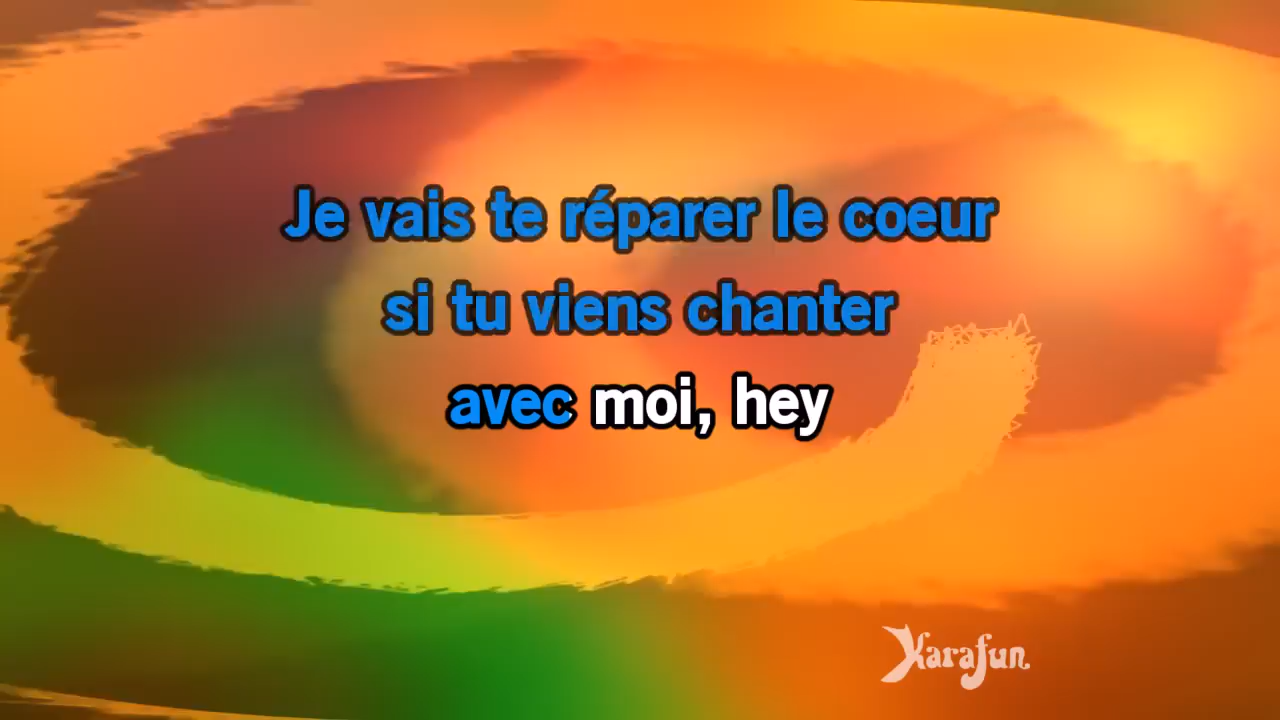 Je vais te réparer le coeur
si tu viens chanter
avec moi, hey
Karafun